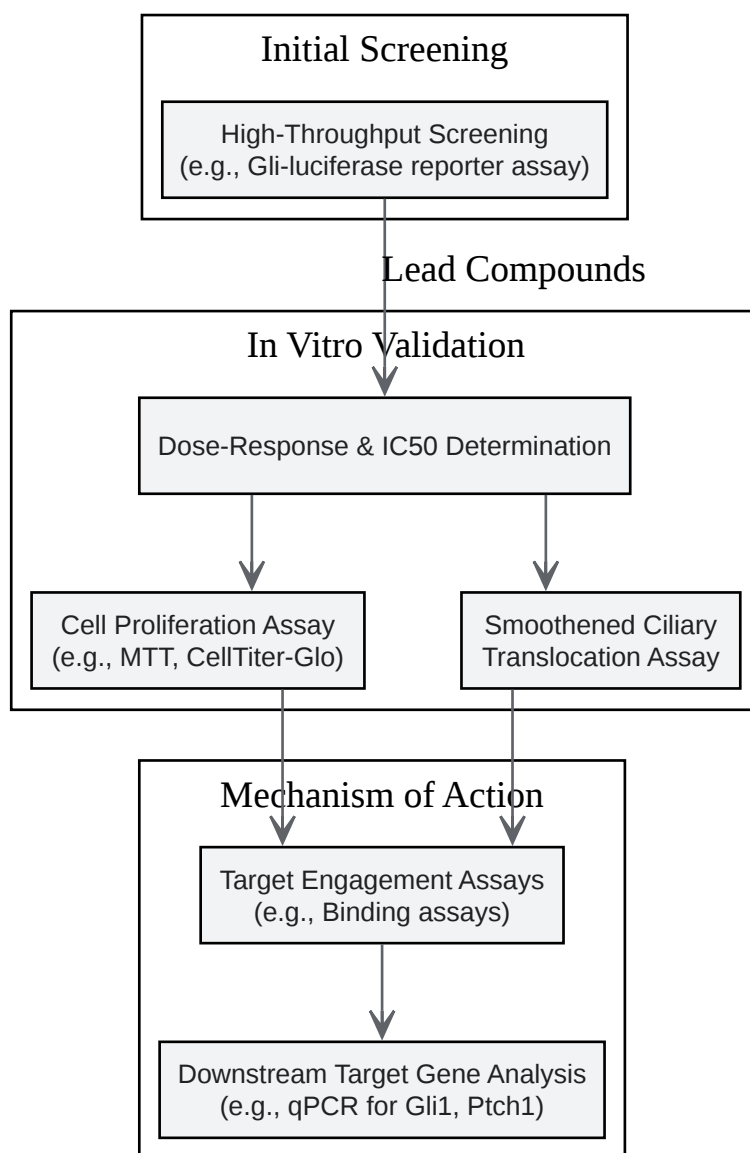 Initial Screening
High-Throughput Screening
(e.g., Gli-luciferase reporter assay)
Lead Compounds
In Vitro Validation
Dose-Response & IC50 Determination
Cell Proliferation Assay
(e.g., MTT, CellTiter-Glo)
Smoothened Ciliary
Translocation Assay
Mechanism of Action
Target Engagement Assays
(e.g., Binding assays)
Downstream Target Gene Analysis
(e.g., qPCR for Gli1, Ptch1)